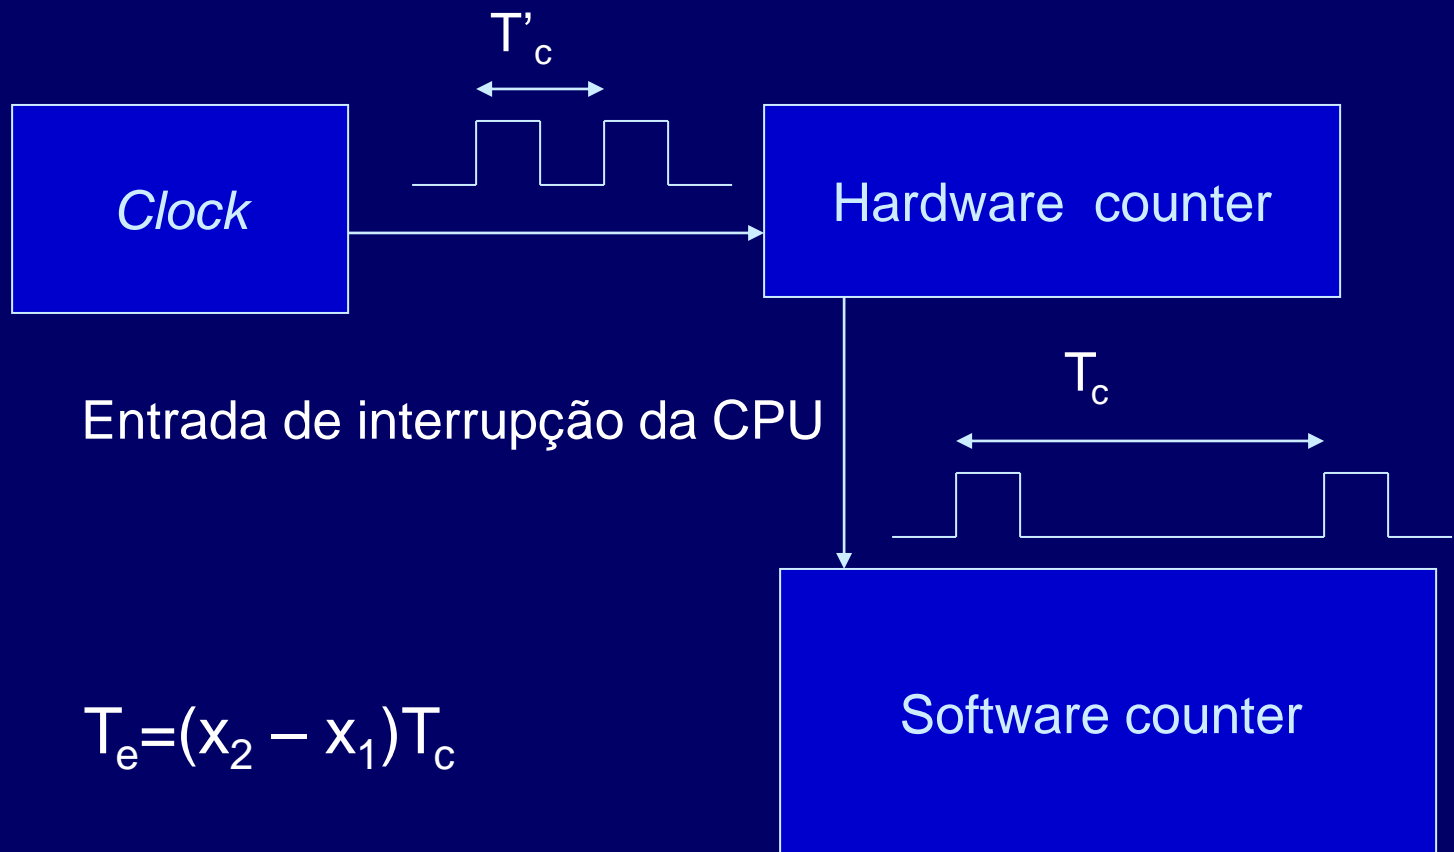 T’c
Clock
Hardware counter
Tc
Entrada de interrupção da CPU
Software counter
Te=(x2 – x1)Tc